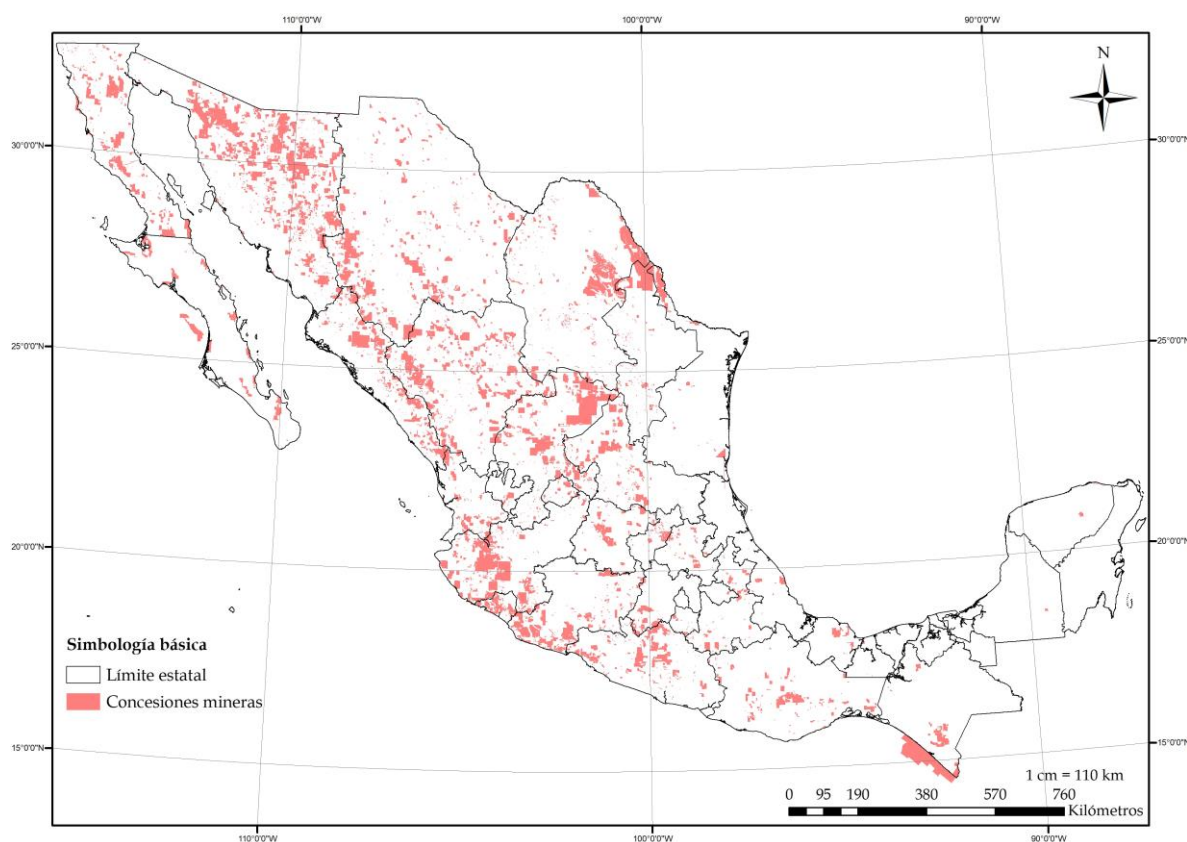 110°0'0"W 100°0'0"W 90°0'0"W
N
30°0'0"N 30°0'0"N
25°0'0"N 25°0'0"N
20°0'0"N 20°0'0"N
Simbología básica
Límite estatal
Concesiones mineras
15°0'0"N 15°0'0"N
1 cm = 110 km
0 95 190 380 570 760
Kilómetros
110°0'0"W 100°0'0"W 90°0'0"W